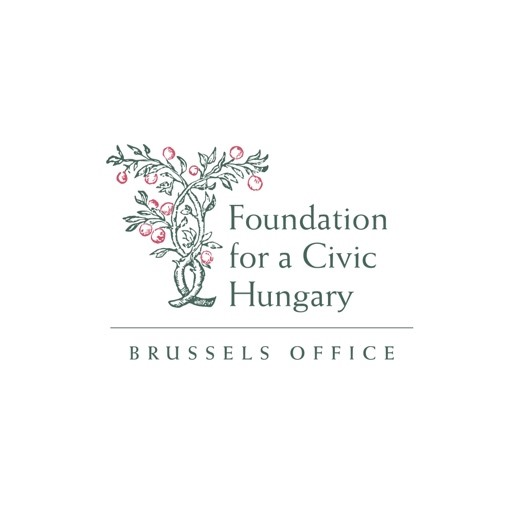 Foundation
for a Civic
Hungary
BRUSSELS OFFICE